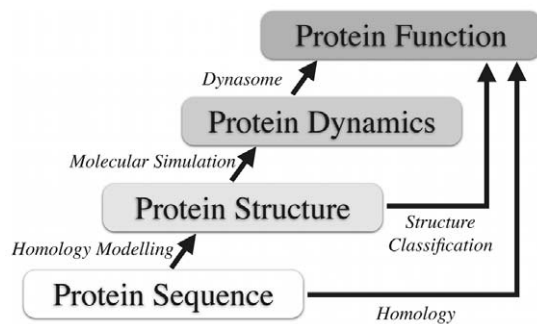 Protein Function
Dynasome
Protein Dynamics
Molecular Simulation
Protein Structure
Structure
Classification
Homology Modelling
Protein Sequence
Homology